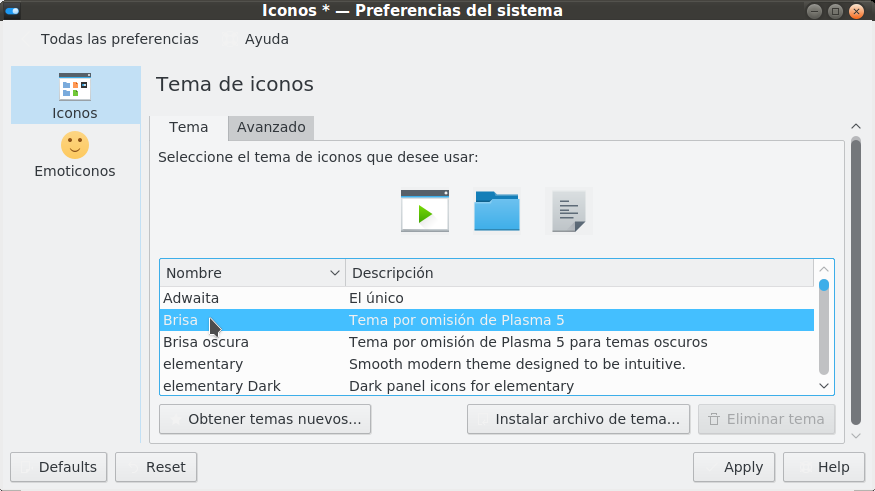 Iconos * — Preferencias del sistema
Todas las preferencias Ayuda
Iconos
Emoticonos
Tema de iconos
Tema Avanzado
Seleccione el tema de iconos que desee usar:
Nombre Descripción
Adwaita El único
Brisa Tema por omisión de Plasma 5
Brisa oscura Tema por omisión de Plasma 5 para temas oscuros
elementary Smooth modern theme designed to be intuitive.
elementary Dark Dark panel icons for elementary
Obtener temas nuevos... Instalar archivo de tema... Eliminar tema
Defaults Reset Apply Help